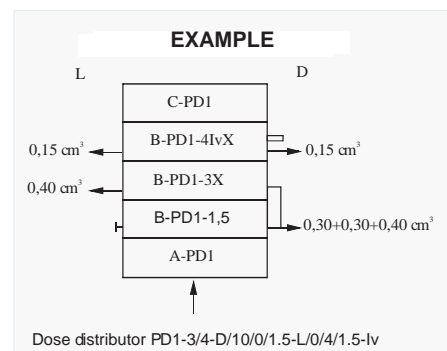 EXAMPLE
L D
C-PD1
B-PD1-4IvX
0,15 cm³ 0,15 cm³
B-PD1-3X
0,40 cm³
B-PD1-1,5
0,30+0,30+0,40 cm³
A-PD1
Dose distributor PD1-3/4-D/10/0/1.5-L/0/4/1.5-Iv